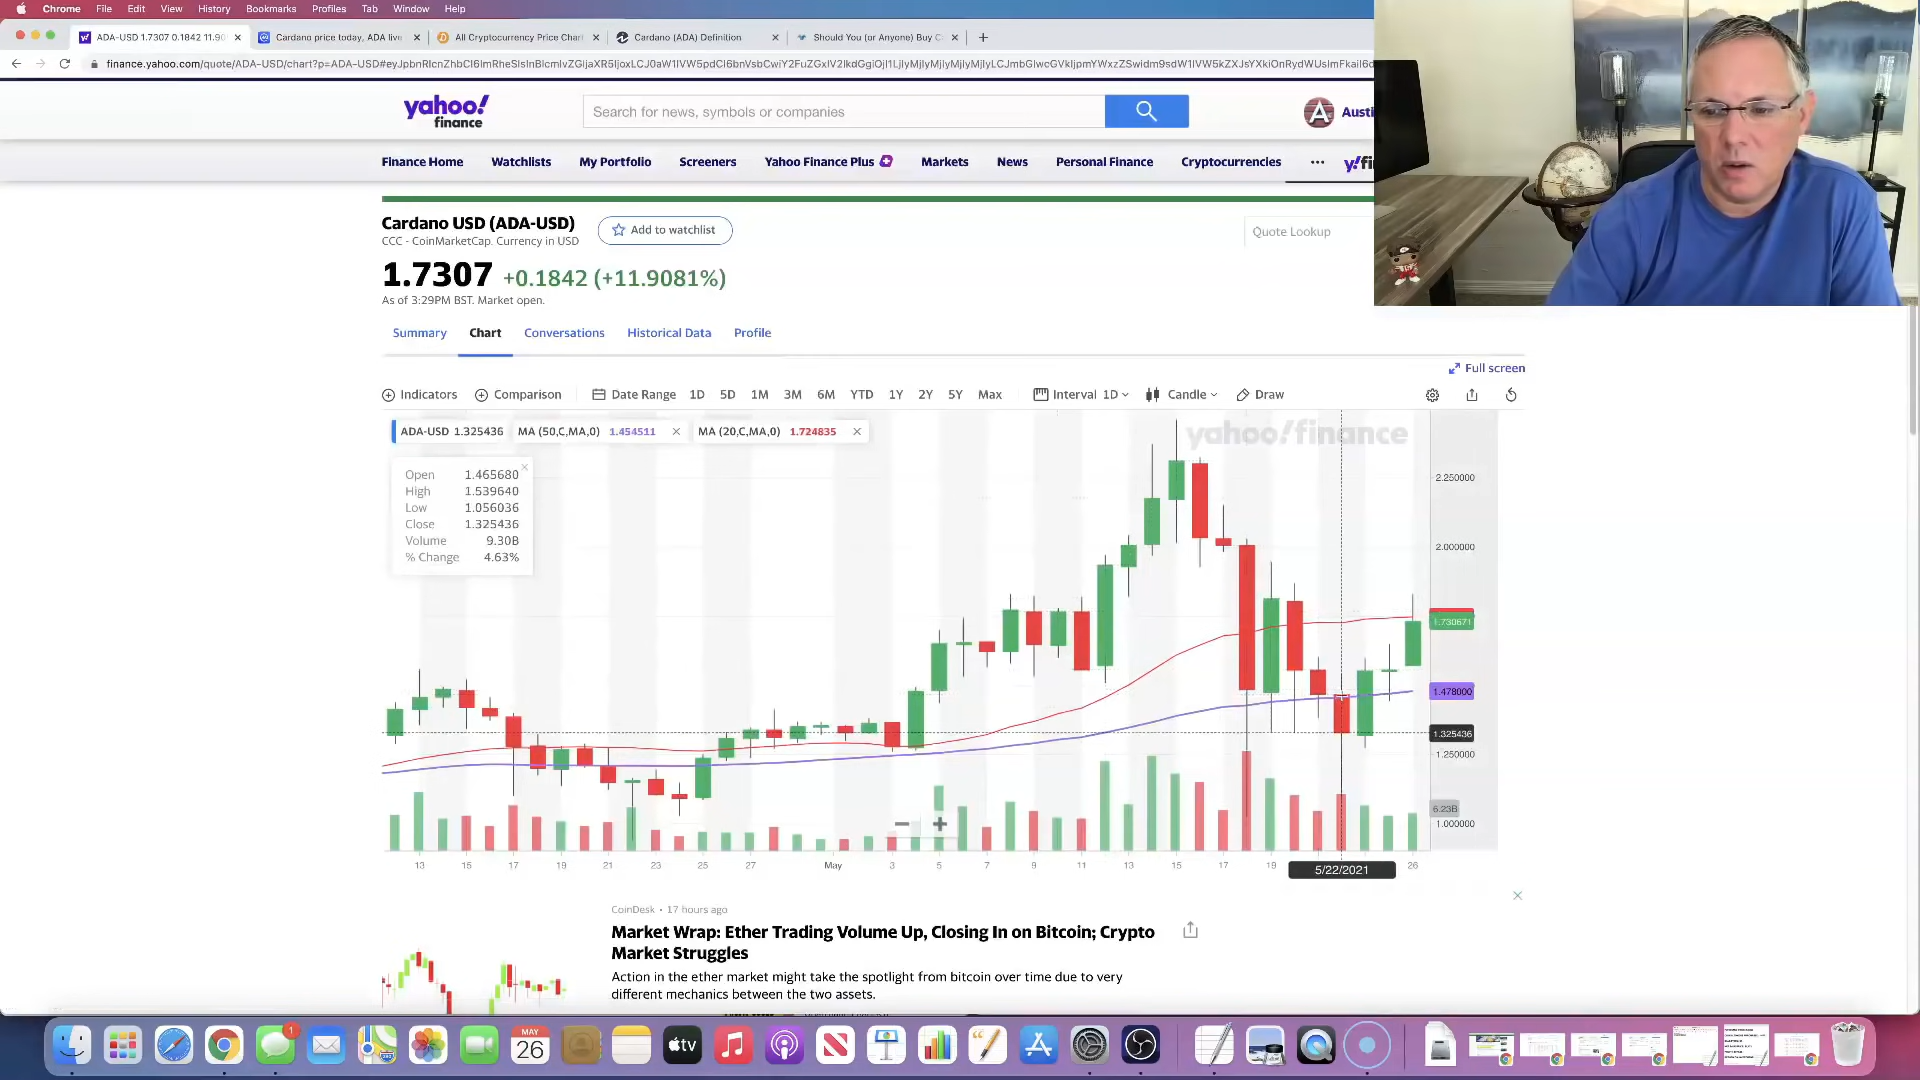 Chrome File Edit View History Bookmarks Profiles Tab Window Help
ADA-USD 1.7307 0.1842 11.90
Cardano price today, ADA live
All Cryptocurrency Price Char
Cardano (ADA) Definition
Should You (or Anyone) Buy C
yahoo!
finance
Search for news, symbols or companies
Austi
Finance Home Watchlists My Portfolio Screeners Yahoo Finance Plus Markets News Personal Finance Cryptocurrencies ... y!fin
Cardano USD (ADA-USD)
Add to watchlist
CCC - CoinMarketCap. Currency in USD
Quote Lookup
1.7307 +0.1842 (+11.9081%)
As of 3:29PM BST. Market open.
Summary Chart Conversations Historical Data Profile
Full screen
Indicators Comparison Date Range 1D 5D 1M 3M 6M YTD 1Y 2Y 5Y Max Interval 1D Candle Draw
ADA-USD 1.325436 MA (50,C,MA,0) 1.454511 MA (20,C,MA,0) 1.724835
yahoo!finance
Open 1.465680
High 1.539640
Low 1.056036
Close 1.325436
Volume 9.30B
% Change 4.63%
2.250000
2.000000
1.730671
1.478000
1.325436
1.250000
6.23B
1.000000
13 15 17 19 21 23 25 27 May 3 5 7 9 11 13 15 17 19 5/22/2021 26
CoinDesk • 17 hours ago
Market Wrap: Ether Trading Volume Up, Closing In on Bitcoin; Crypto
Market Struggles
Action in the ether market might take the spotlight from bitcoin over time due to very
different mechanics between the two assets.
1
MAY
26
tv